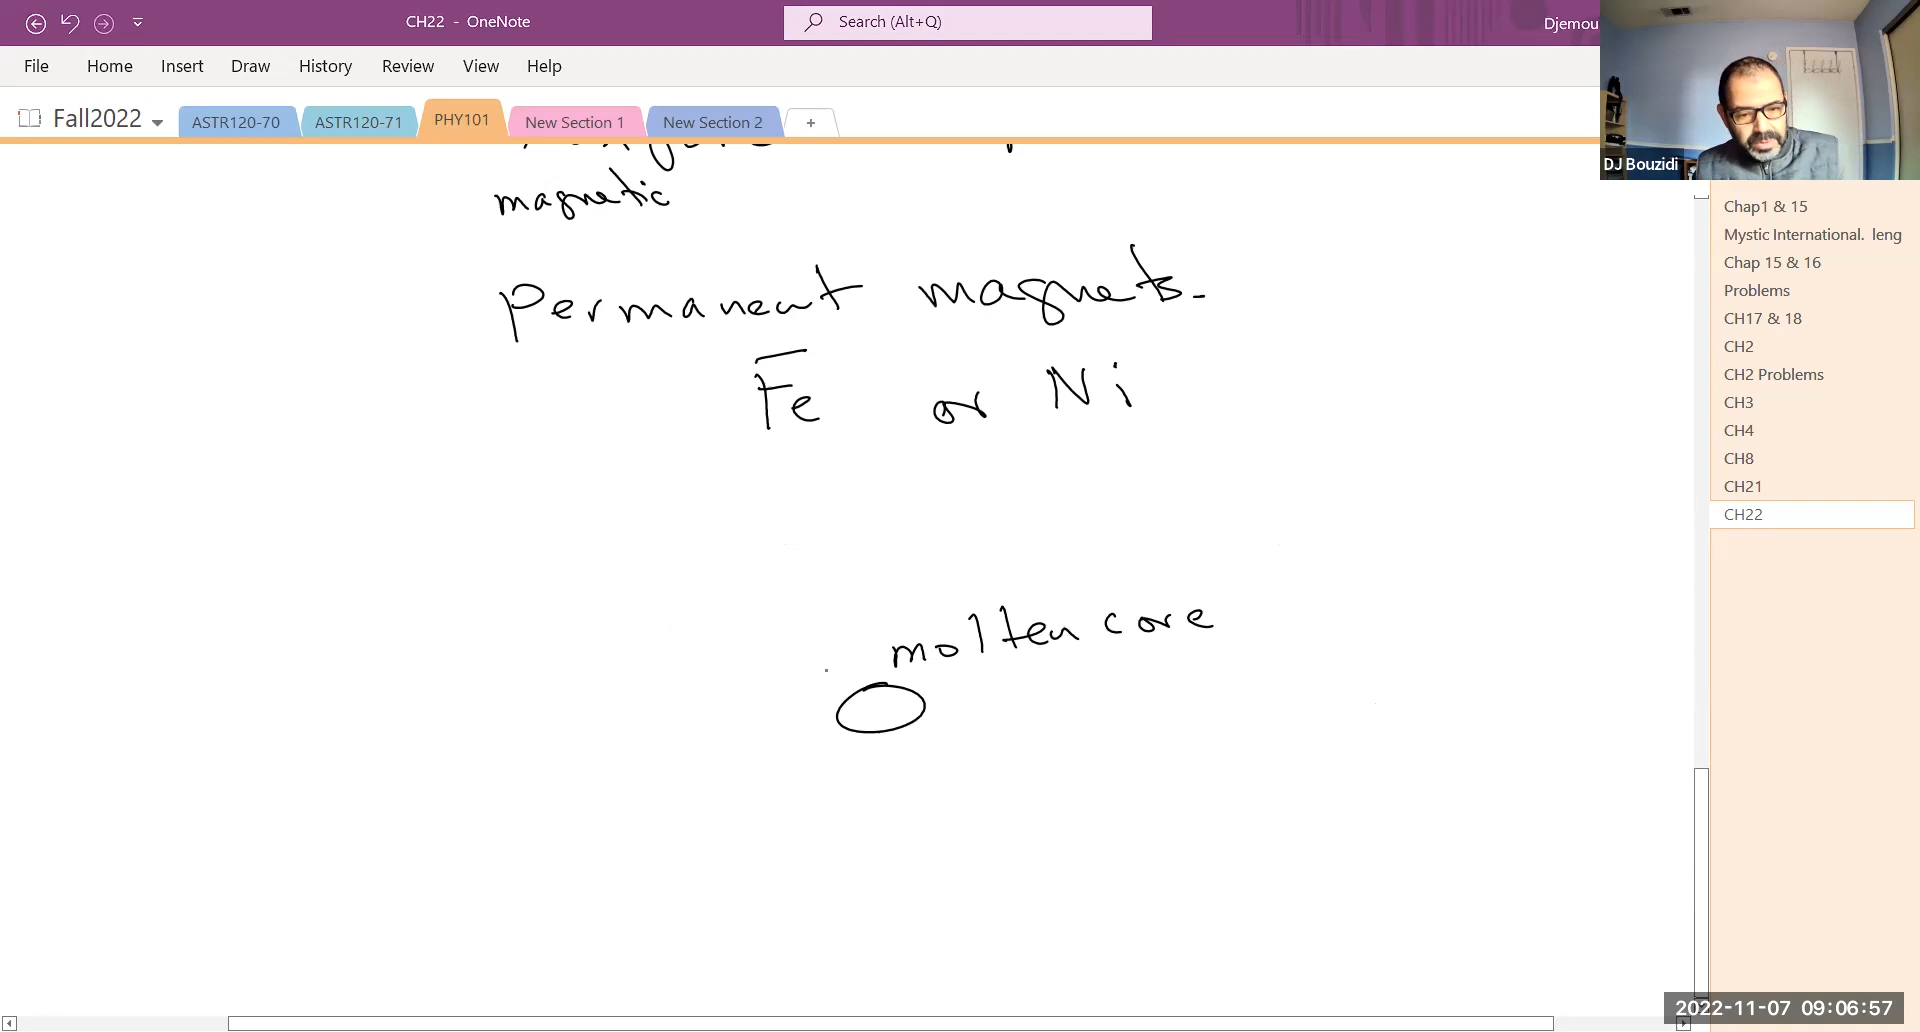 CH22 - OneNote
Search (Alt+Q)
Djemou
File Home Insert Draw History Review View Help
Fall2022 ASTR120-70 ASTR120-71 PHY101 New Section 1 New Section 2 +
DJ Bouzidi
magnetic
Permanent magnets.
Fe or Ni
molten core
Chap1 & 15
Mystic International. leng
Chap 15 & 16
Problems
CH17 & 18
CH2
CH2 Problems
CH3
CH4
CH8
CH21
CH22
2022-11-07 09:06:57